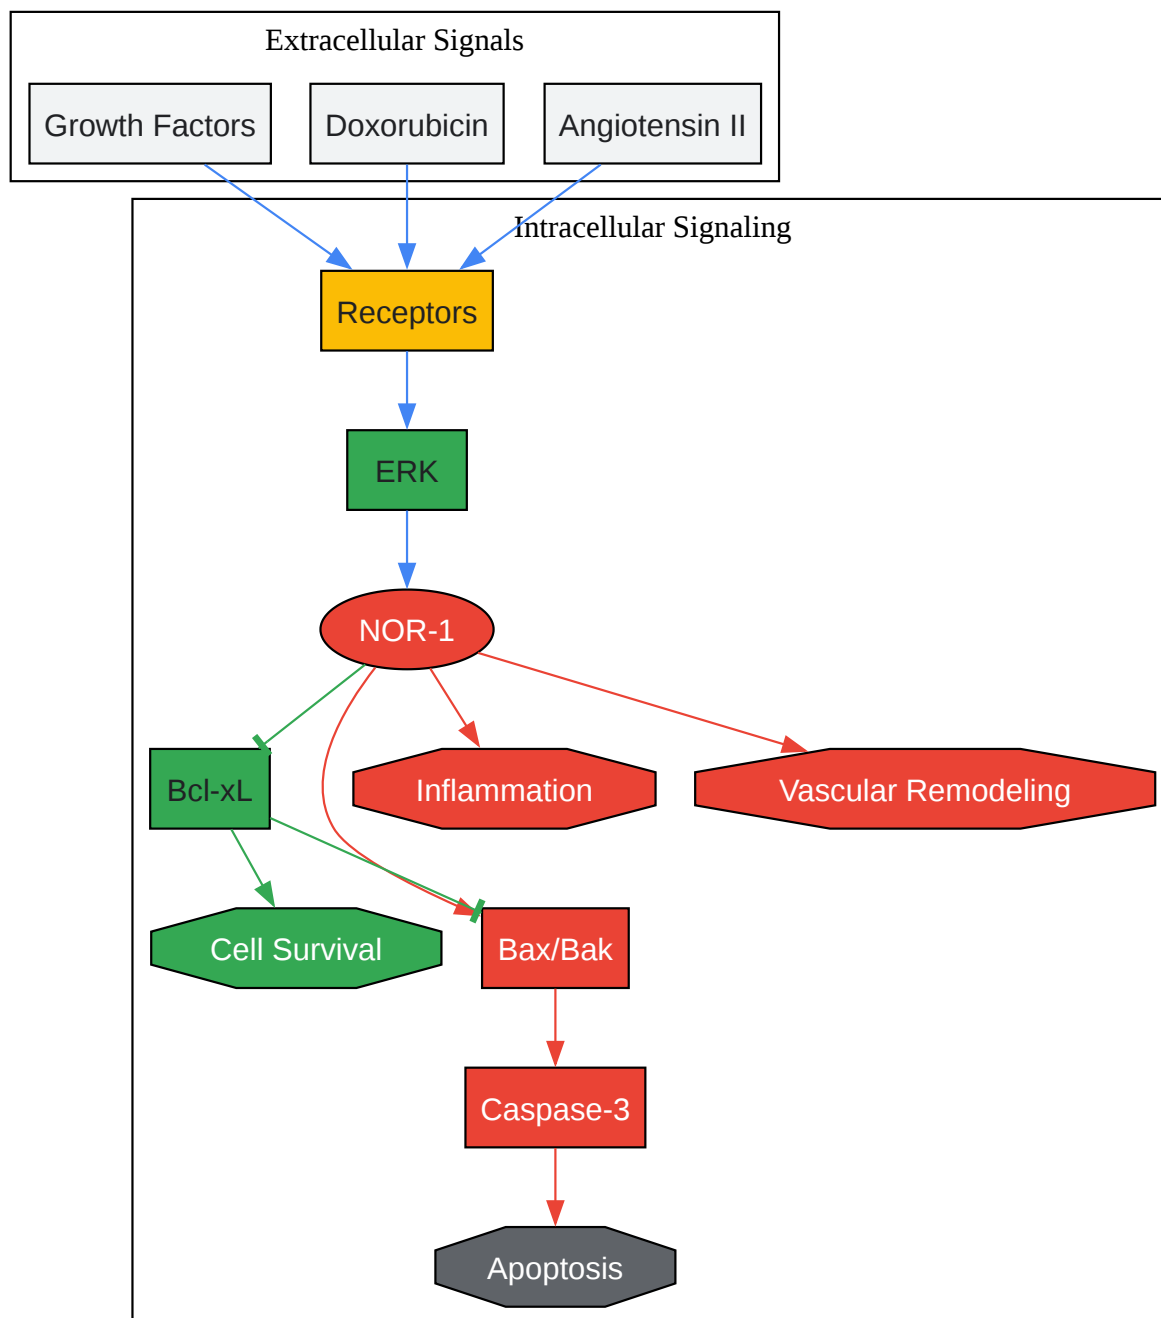 Extracellular Signals
Growth Factors
Doxorubicin
Angiotensin II
Intracellular Signaling
Receptors
ERK
NOR-1
Bcl-xL
Inflammation
Vascular Remodeling
Cell Survival
Bax/Bak
Caspase-3
Apoptosis